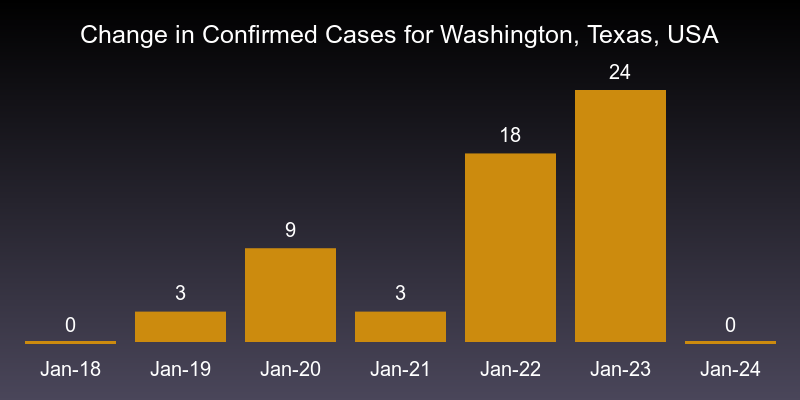 Change in Confirmed Cases for Washington, Texas, USA
24
18
9
3
3
0
0
Jan-18
Jan-19
Jan-20
Jan-21
Jan-22
Jan-23
Jan-24